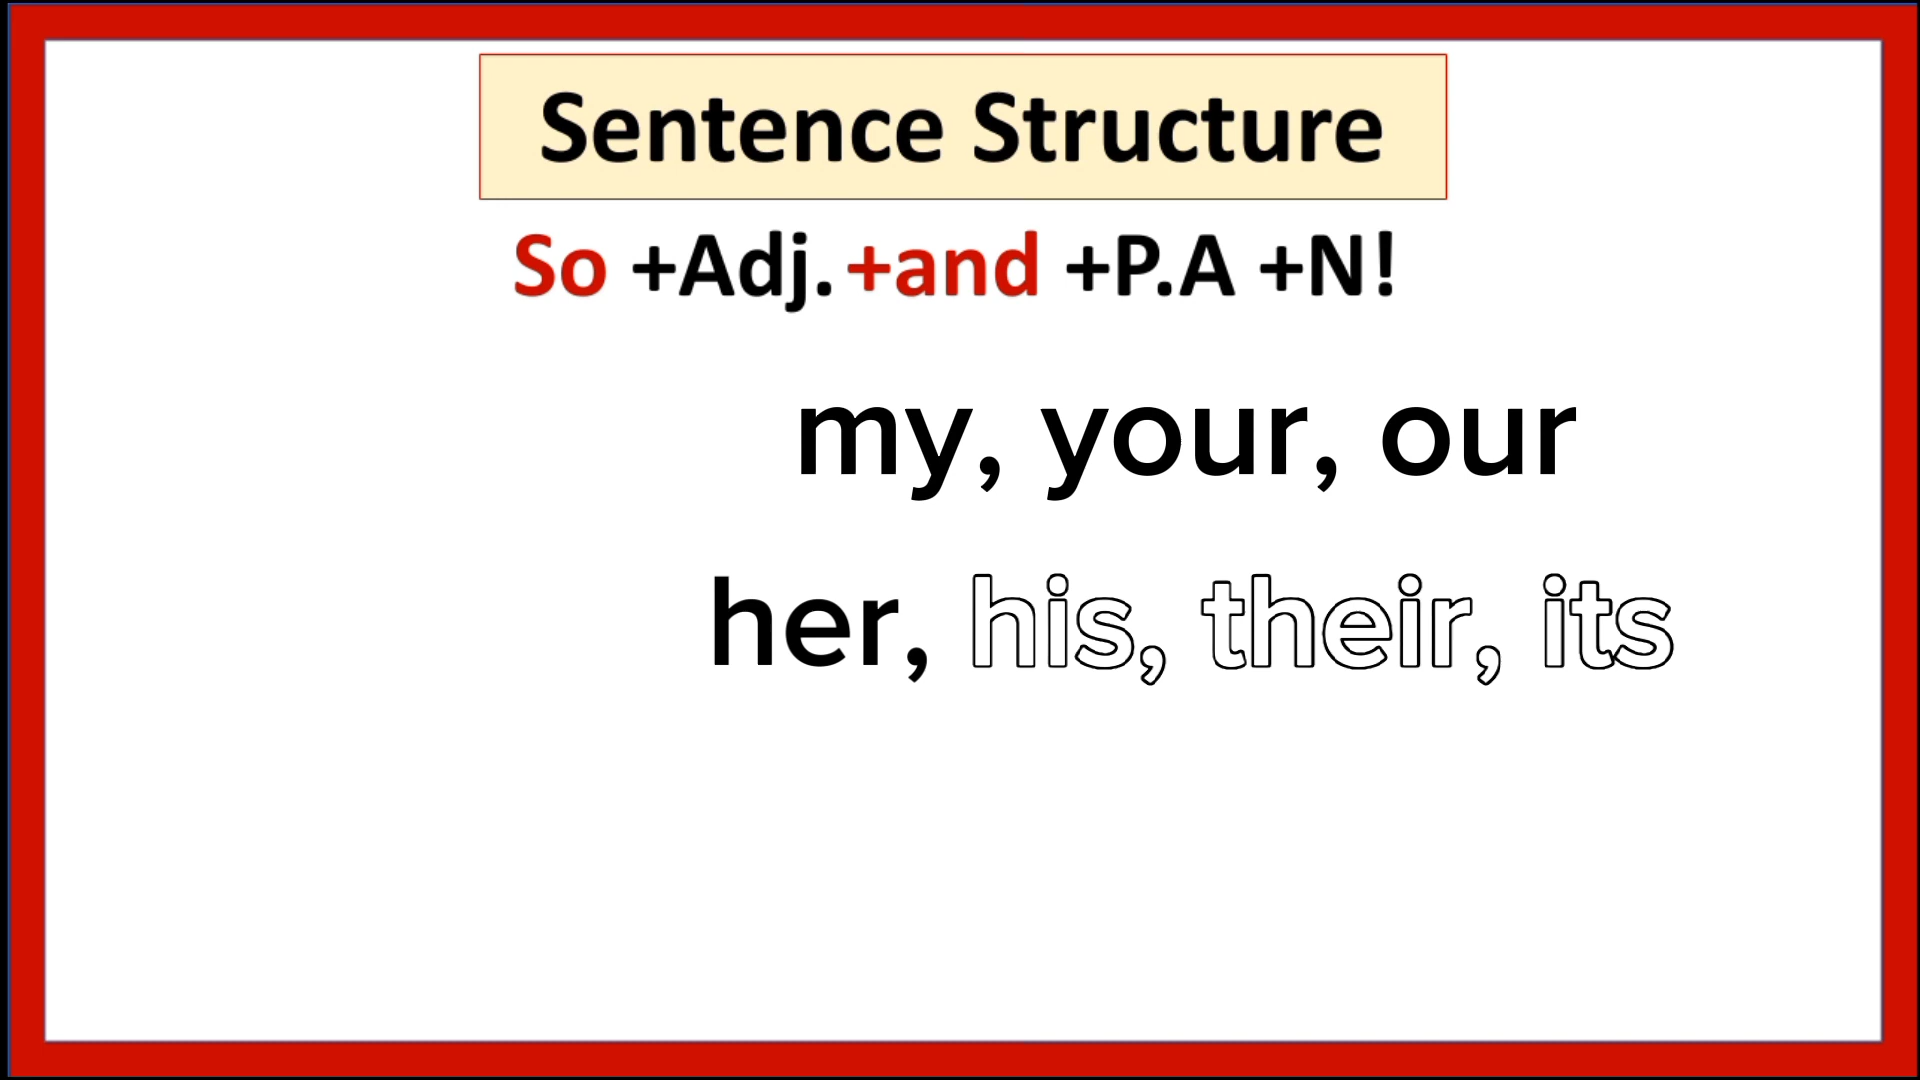 Sentence Structure
So +Adj. +and +P.A +N!
my, your, our
her, his, their, its